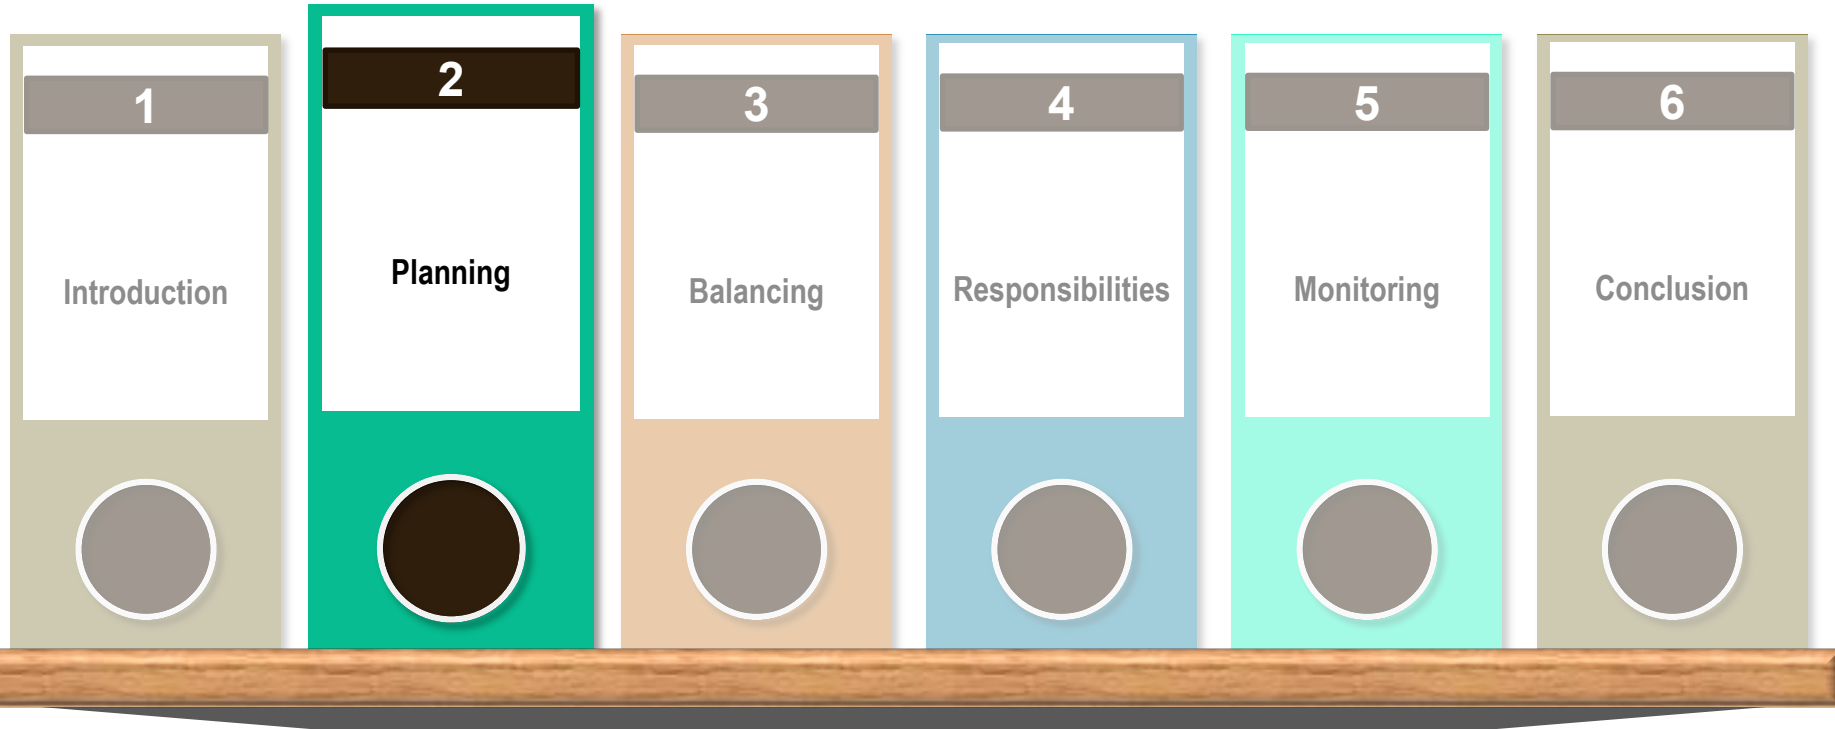 1
Introduction
2
Planning
3
Balancing
4
Responsibilities
5
Monitoring
6
Conclusion